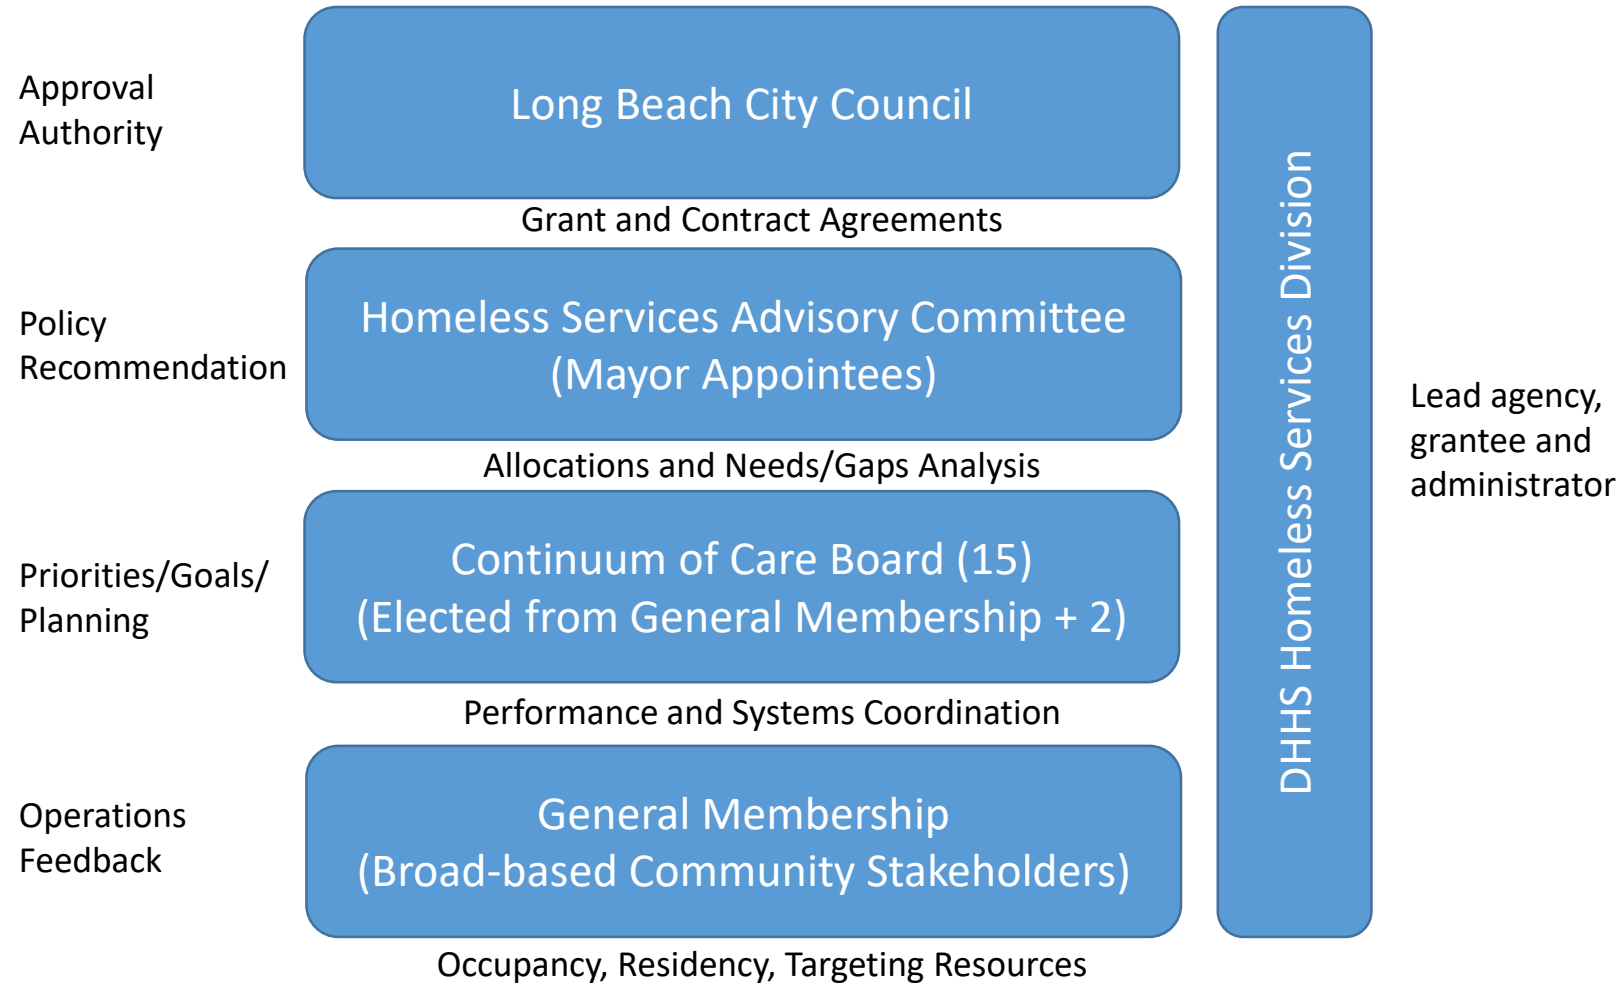 Approval
Authority
Long Beach City Council
Grant and Contract Agreements
Policy
Recommendation
Homeless Services Advisory Committee
(Mayor Appointees)
Allocations and Needs/Gaps Analysis
Priorities/Goals/
Planning
Continuum of Care Board (15)
(Elected from General Membership + 2)
Performance and Systems Coordination
Operations
Feedback
General Membership
(Broad-based Community Stakeholders)
Occupancy, Residency, Targeting Resources
DHHS Homeless Services Division
Lead agency,
grantee and
administrator